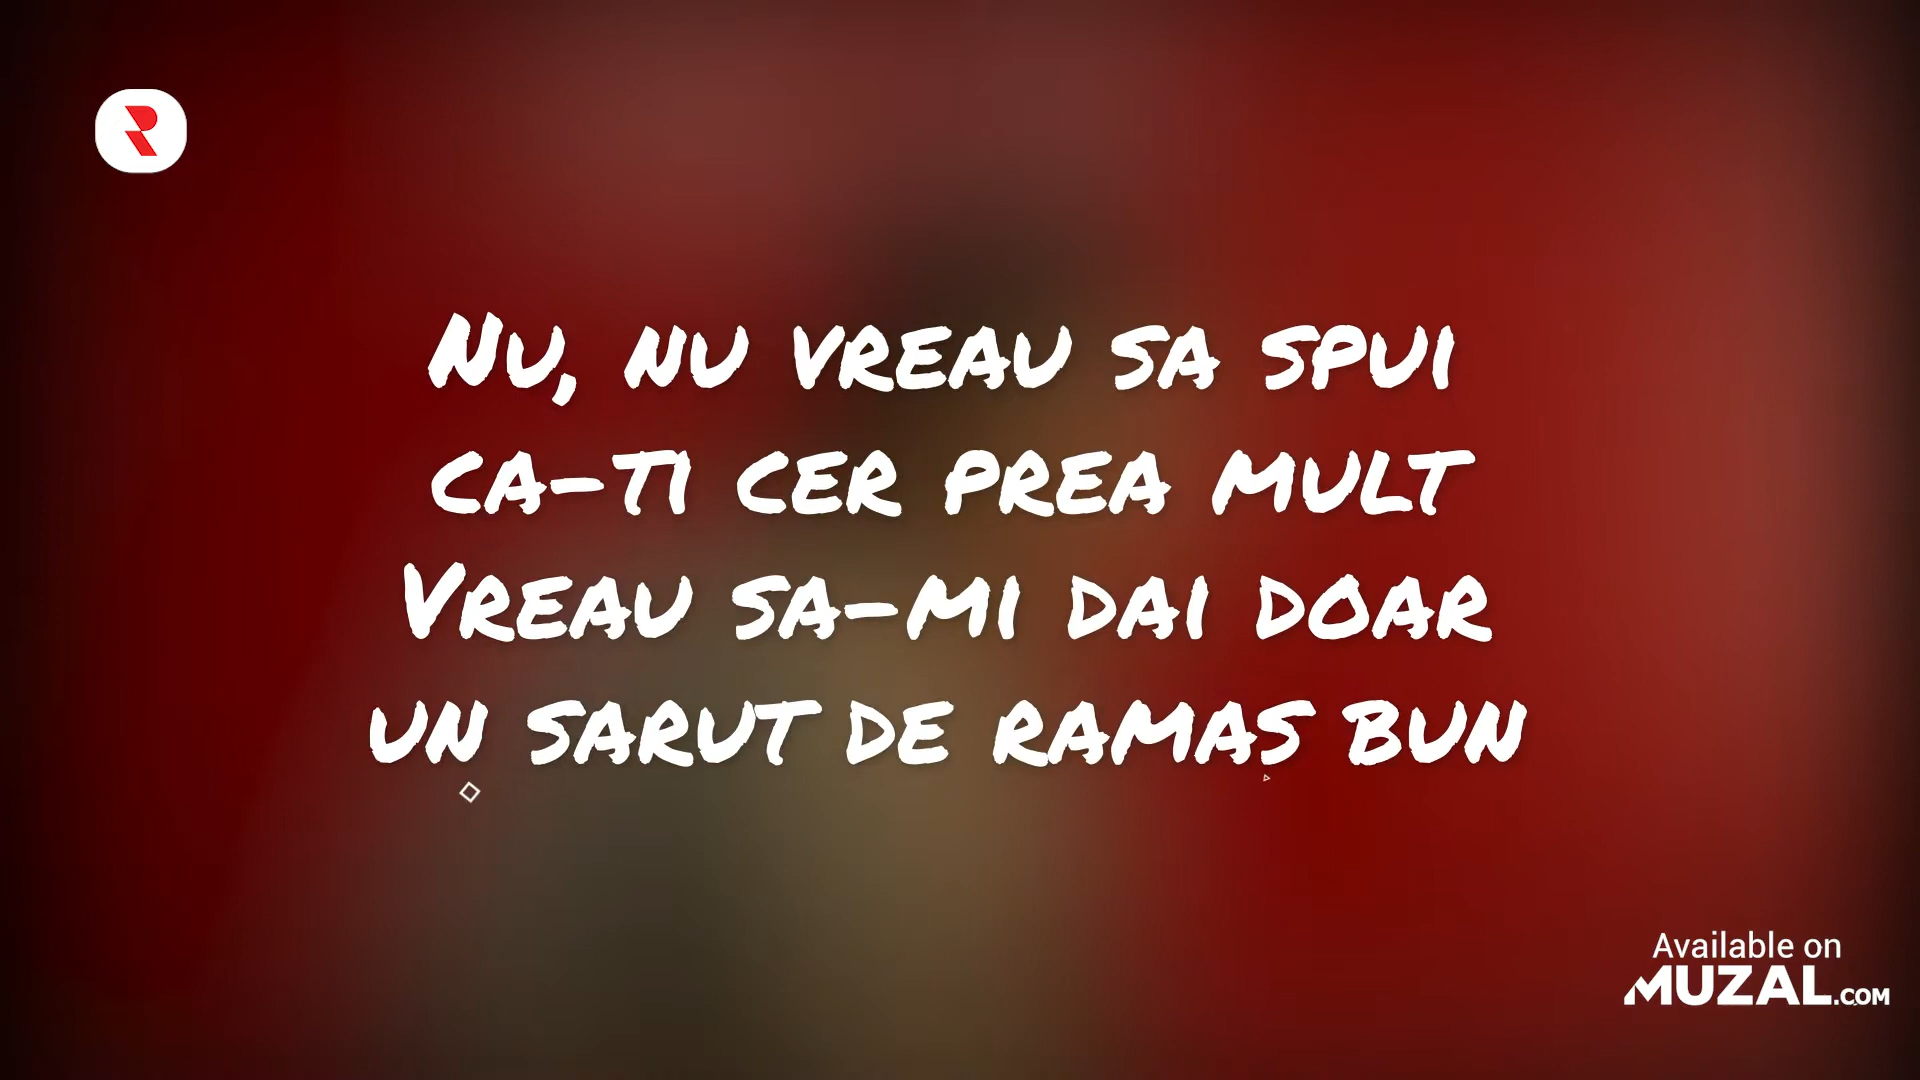 R
Nu, nu vreau sa spui
ca-ti cer prea mult
Vreau sa-mi dai doar
un sarut de ramas bun
Available on
MUZAL.COM